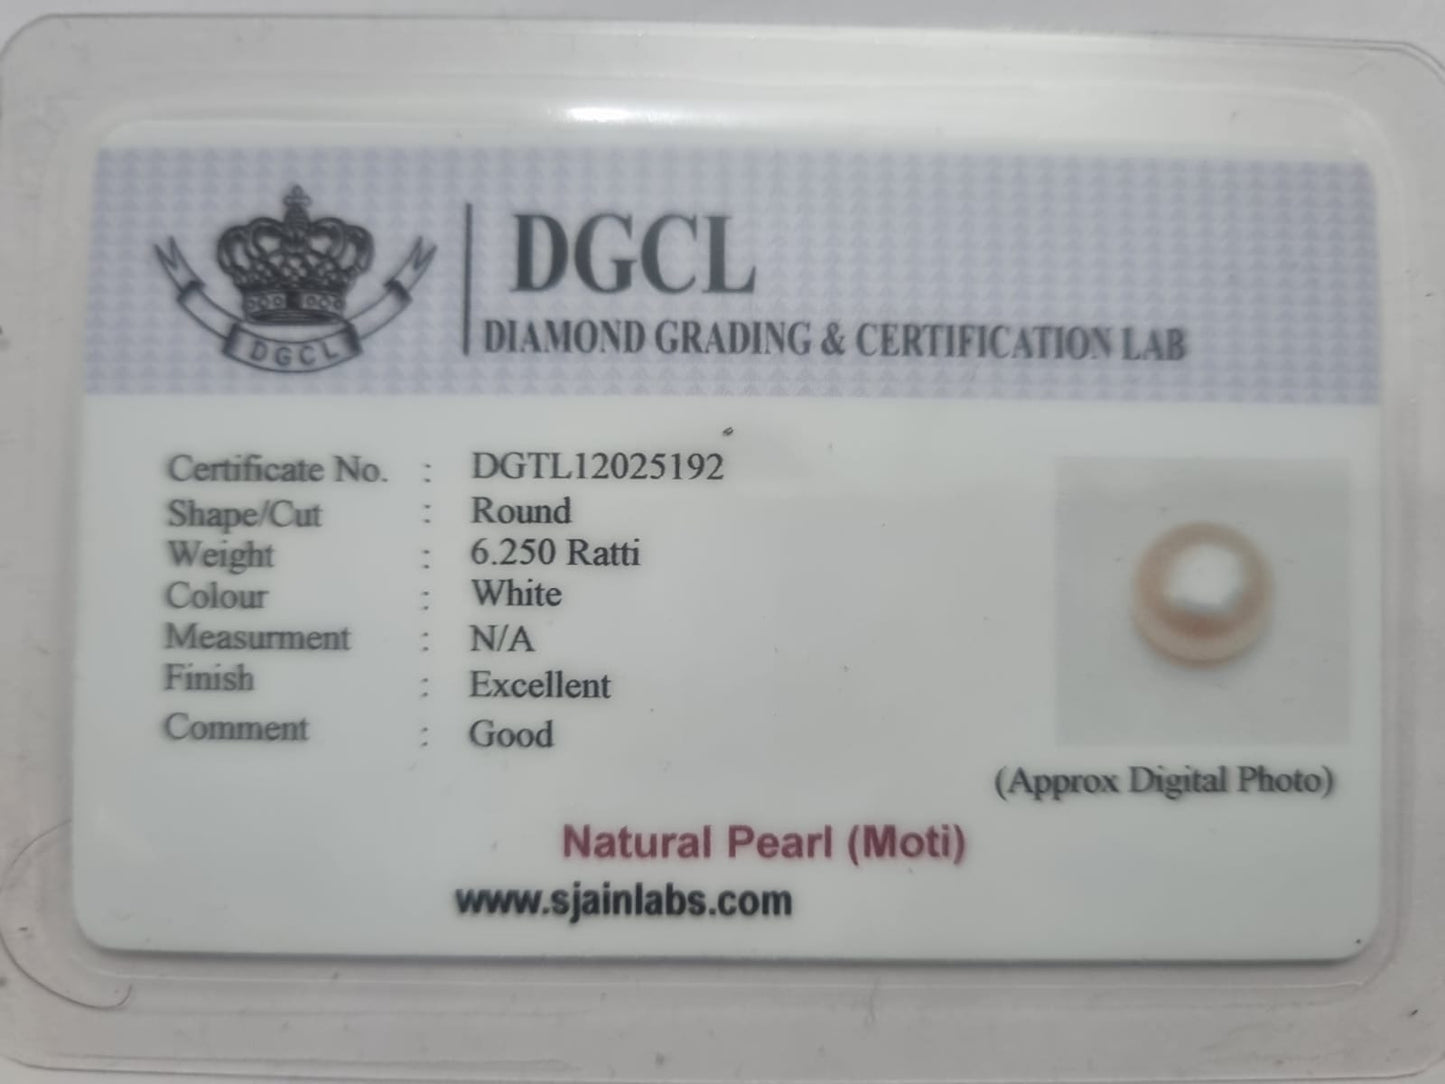 DGCL
DGCL
DIAMOND GRADING & CERTIFICATION LAB
Certificate No. : DGTL12025192
Shape/Cut : Round
Weight : 6.250 Ratti
Colour : White
Measurment : N/A
Finish : Excellent
Comment : Good
(Approx Digital Photo)
Natural Pearl (Moti)
www.sjainlabs.com